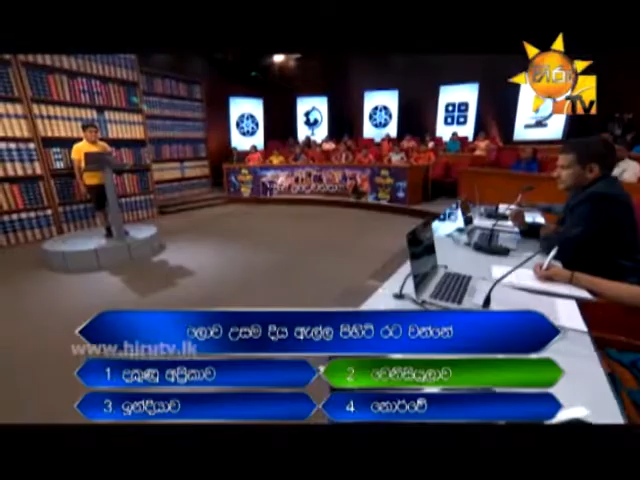 හිරු
TV
ලොව උසම දිය ඇල්ල පිහිටි රට වන්නේ
www.hirutv.lk
1 දකුණු අප්‍රිකාව
2 වෙනිසියුලාව
3 ඉන්දියාව
4 නෝර්වේ